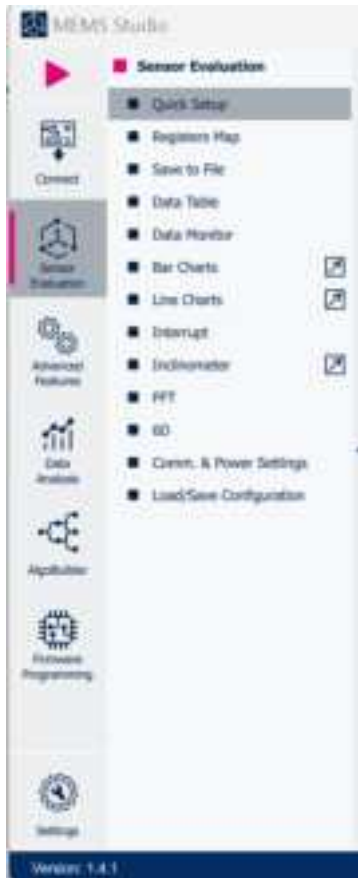 MEMS Studio
Sensor Evaluation
Quick Setup
Registers Map
Connect
Save to File
Data Table
Data Monitor
Sensor
Evaluation
Bar Charts
Line Charts
Interrupt
Inclinometer
Advanced
Features
FFT
6D
Data
Analysis
Comm. & Power Settings
Load/Save Configuration
AlgoBuilder
Firmware
Programming
Settings
Version: 1.4.1